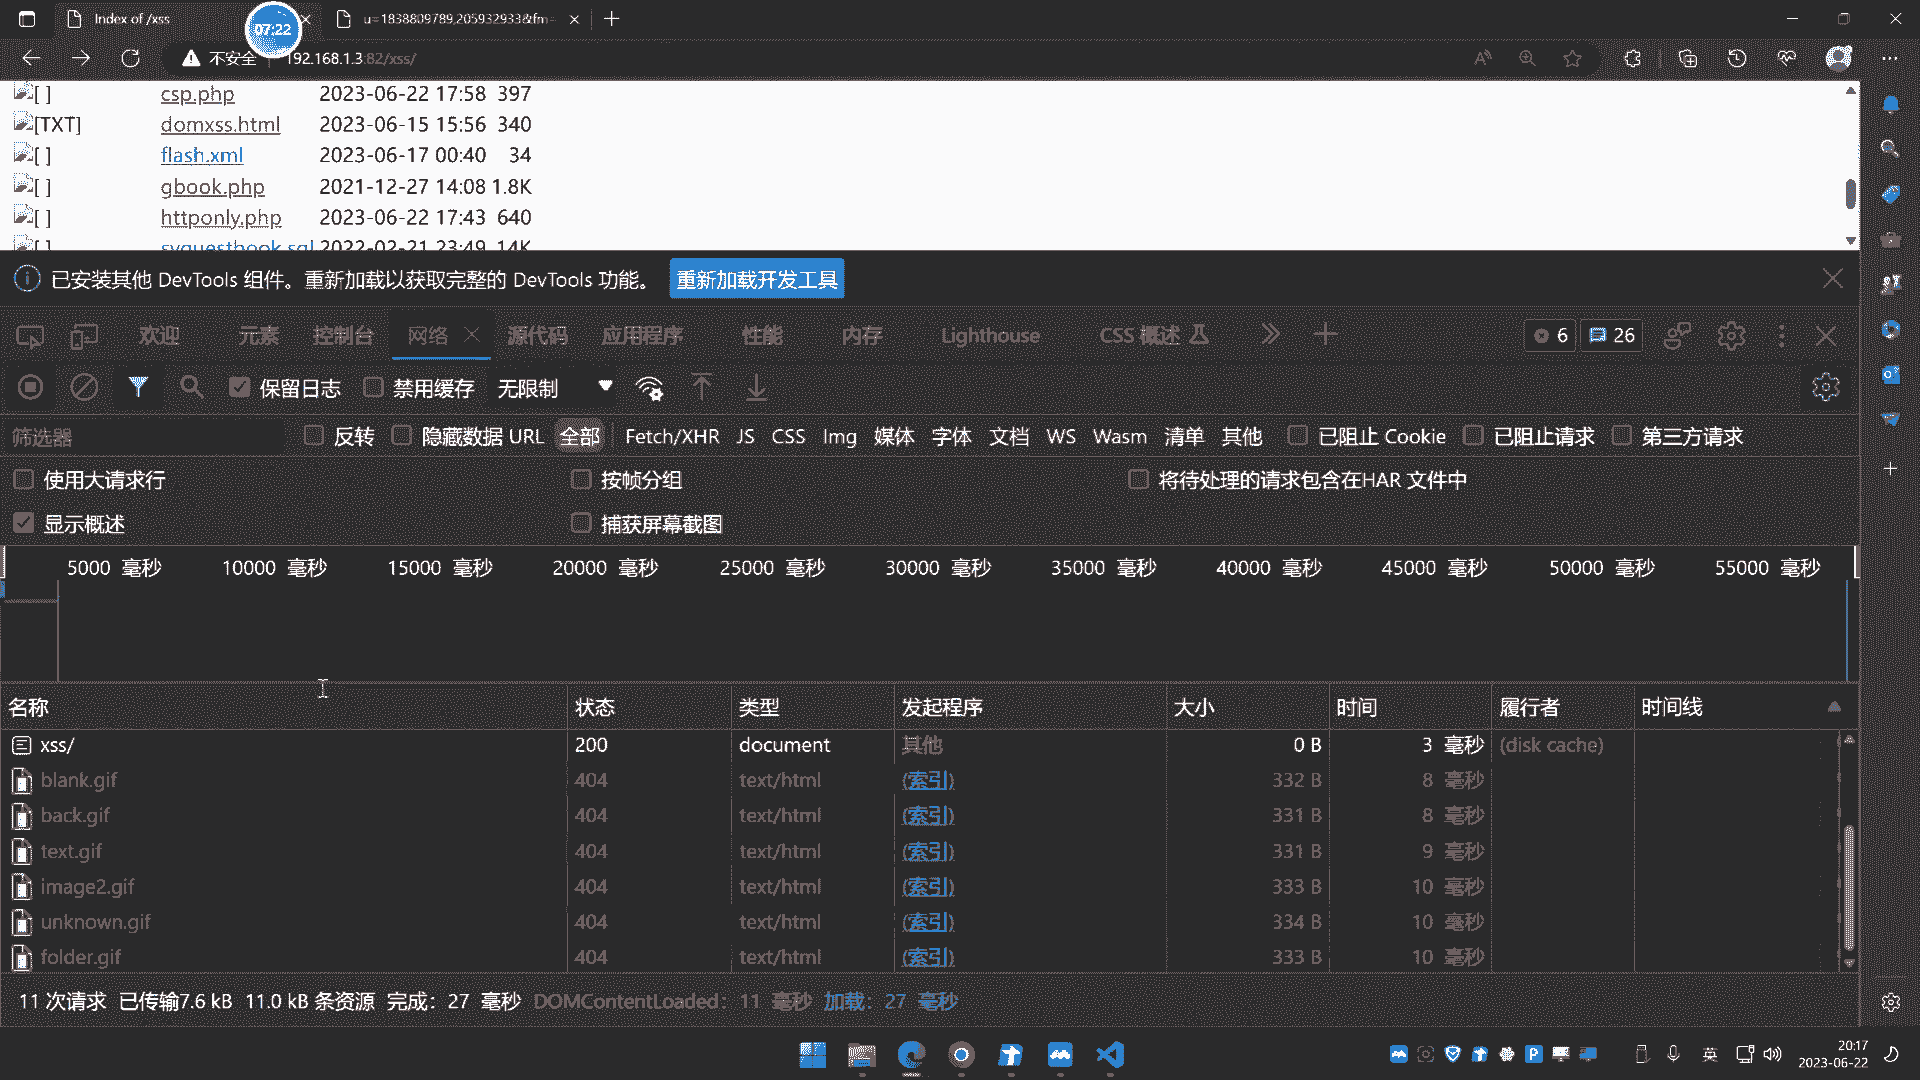 Index of /xss
07:22
u=1838809789,205932933&fm=
不安全 192.168.1.3:82/xss/
[ ] csp.php 2023-06-22 17:58 397
[TXT] domxss.html 2023-06-15 15:56 340
[ ] flash.xml 2023-06-17 00:40 34
[ ] gbook.php 2021-12-27 14:08 1.8K
[ ] httponly.php 2023-06-22 17:43 640
[ ] syguestbook.sql 2022-02-21 23:49 14K
已安装其他 DevTools 组件。重新加载以获取完整的 DevTools 功能。 重新加载开发工具
欢迎 元素 控制台 网络 源代码 应用程序 性能 内存 Lighthouse CSS 概述 6 26
保留日志 禁用缓存 无限制
筛选器 反转 隐藏数据 URL 全部 Fetch/XHR JS CSS Img 媒体 字体 文档 WS Wasm 清单 其他 已阻止 Cookie 已阻止请求 第三方请求
使用大请求行 按帧分组 将待处理的请求包含在HAR 文件中
显示概述 捕获屏幕截图
5000 毫秒 10000 毫秒 15000 毫秒 20000 毫秒 25000 毫秒 30000 毫秒 35000 毫秒 40000 毫秒 45000 毫秒 50000 毫秒 55000 毫秒
名称 状态 类型 发起程序 大小 时间 履行者 时间线
xss/ 200 document 其他 0 B 3 毫秒 (disk cache)
blank.gif 404 text/html (索引) 332 B 8 毫秒
back.gif 404 text/html (索引) 331 B 8 毫秒
text.gif 404 text/html (索引) 331 B 9 毫秒
image2.gif 404 text/html (索引) 333 B 10 毫秒
unknown.gif 404 text/html (索引) 334 B 10 毫秒
folder.gif 404 text/html (索引) 333 B 10 毫秒
11 次请求 已传输7.6 kB 11.0 kB 条资源 完成：27 毫秒 DOMContentLoaded：11 毫秒 加载：27 毫秒
英
20:17
2023-06-22